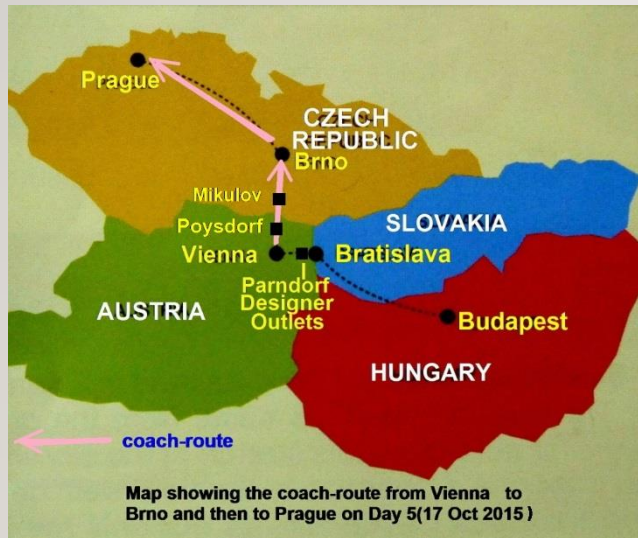 Prague
CZECH
REPUBLIC
Brno
Mikulov
Poysdorf
SLOVAKIA
Vienna
Bratislava
Parndorf
Designer
Outlets
AUSTRIA
Budapest
HUNGARY
coach-route
Map showing the coach-route from Vienna to
Brno and then to Prague on Day 5(17 Oct 2015)